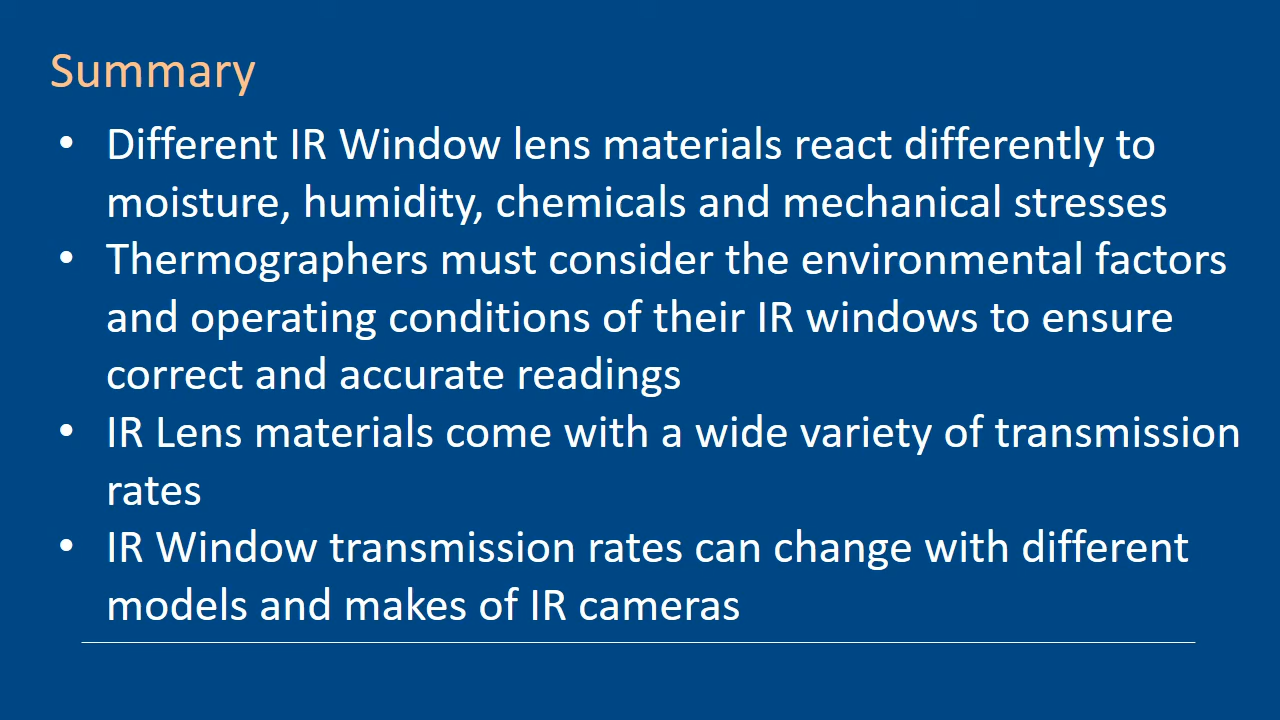 Summary
• Different IR Window lens materials react differently to
moisture, humidity, chemicals and mechanical stresses
• Thermographers must consider the environmental factors
and operating conditions of their IR windows to ensure
correct and accurate readings
• IR Lens materials come with a wide variety of transmission
rates
• IR Window transmission rates can change with different
models and makes of IR cameras